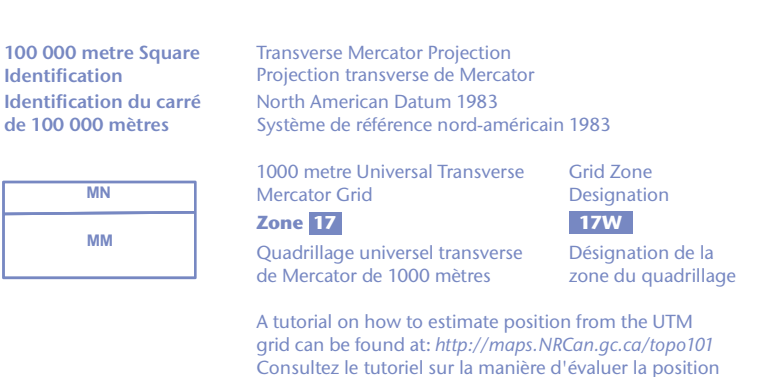 100 000 metre Square
Identification
Identification du carré
de 100 000 mètres
MN
MM
Transverse Mercator Projection
Projection transverse de Mercator
North American Datum 1983
Système de référence nord-américain 1983
1000 metre Universal Transverse
Mercator Grid
Zone 17
Quadrillage universel transverse
de Mercator de 1000 mètres
Grid Zone
Designation
17W
Désignation de la
zone du quadrillage
A tutorial on how to estimate position from the UTM
grid can be found at: http://maps.NRCan.gc.ca/topo101
Consultez le tutoriel sur la manière d'évaluer la position